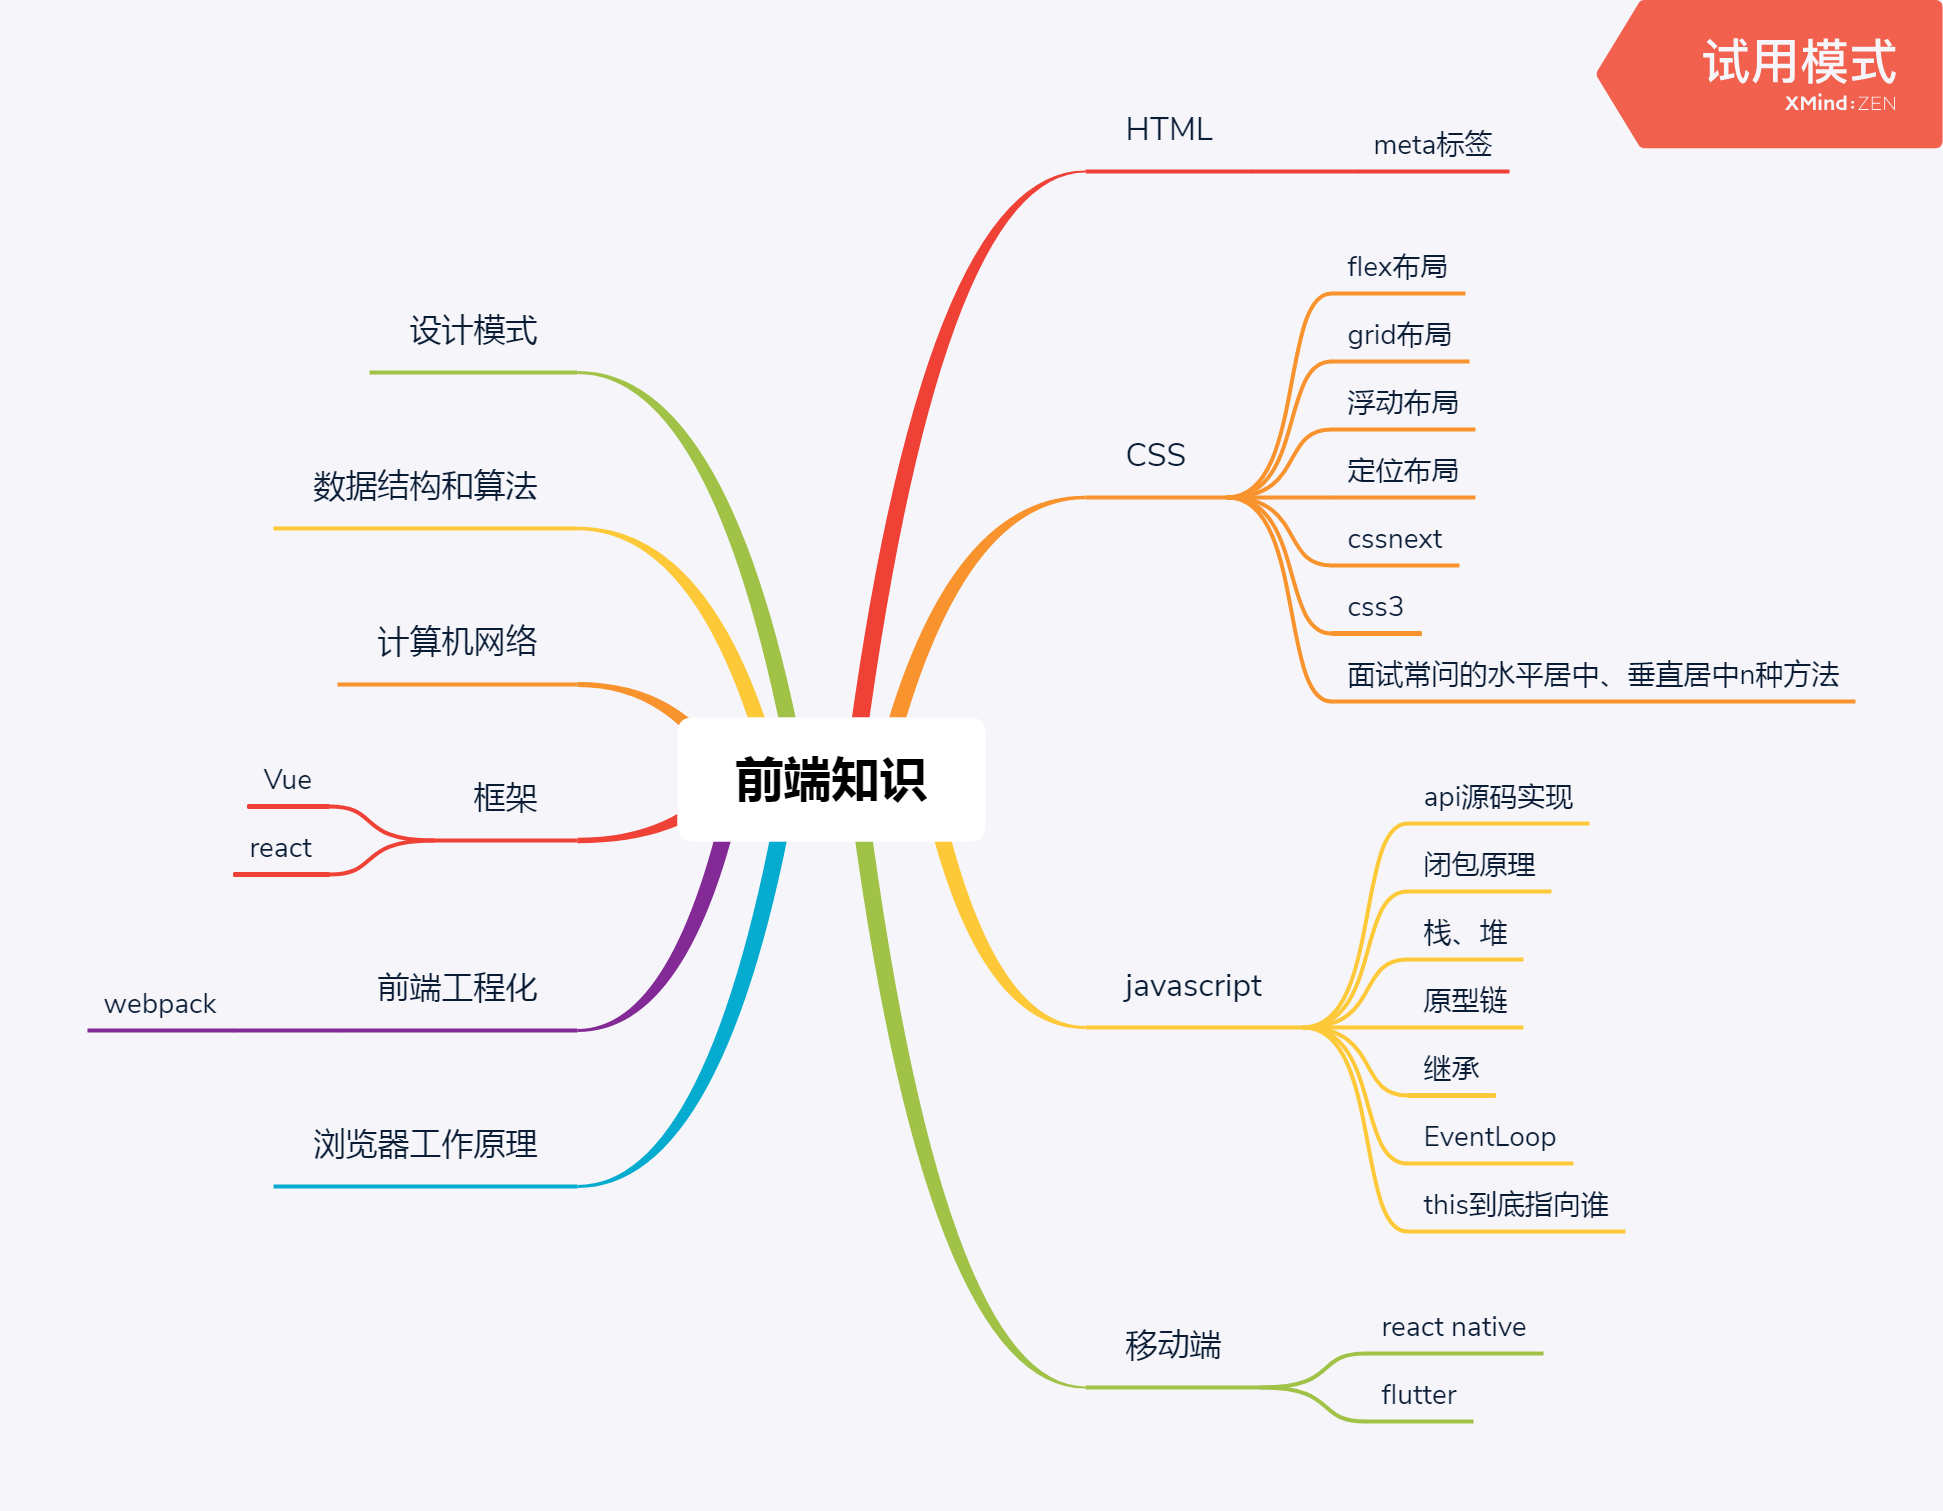 试用模式
XMind:ZEN
前端知识
HTML
meta标签
CSS
flex布局
grid布局
浮动布局
定位布局
cssnext
css3
面试常问的水平居中、垂直居中n种方法
javascript
api源码实现
闭包原理
栈、堆
原型链
继承
EventLoop
this到底指向谁
移动端
react native
flutter
设计模式
数据结构和算法
计算机网络
框架
Vue
react
前端工程化
webpack
浏览器工作原理